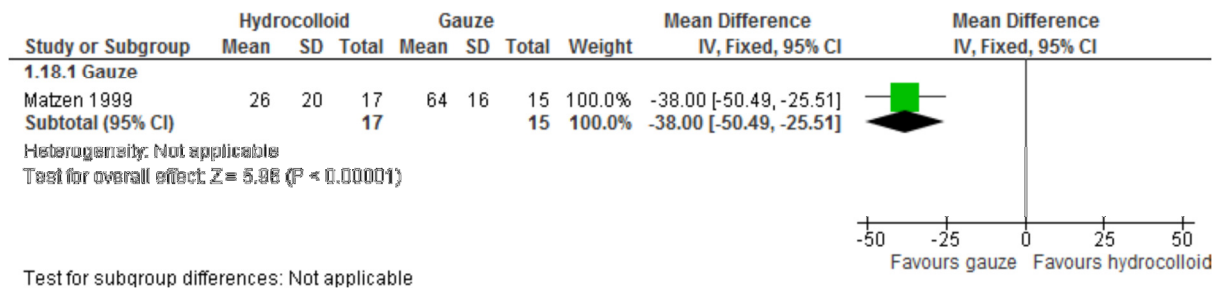 Hydrocolloid Gauze Mean Difference Mean Difference
Study or Subgroup Mean SD Total Mean SD Total Weight IV, Fixed, 95% CI IV, Fixed, 95% CI
1.18.1 Gauze
Matzen 1999 26 20 17 64 16 15 100.0% -38.00 [-50.49, -25.51]
Subtotal (95% CI) 17 15 100.0% -38.00 [-50.49, -25.51]
Heterogeneity: Not applicable
Test for overall effect: Z = 5.96 (P < 0.00001)
-50 -25 0 25 50
Favours gauze Favours hydrocolloid
Test for subgroup differences: Not applicable